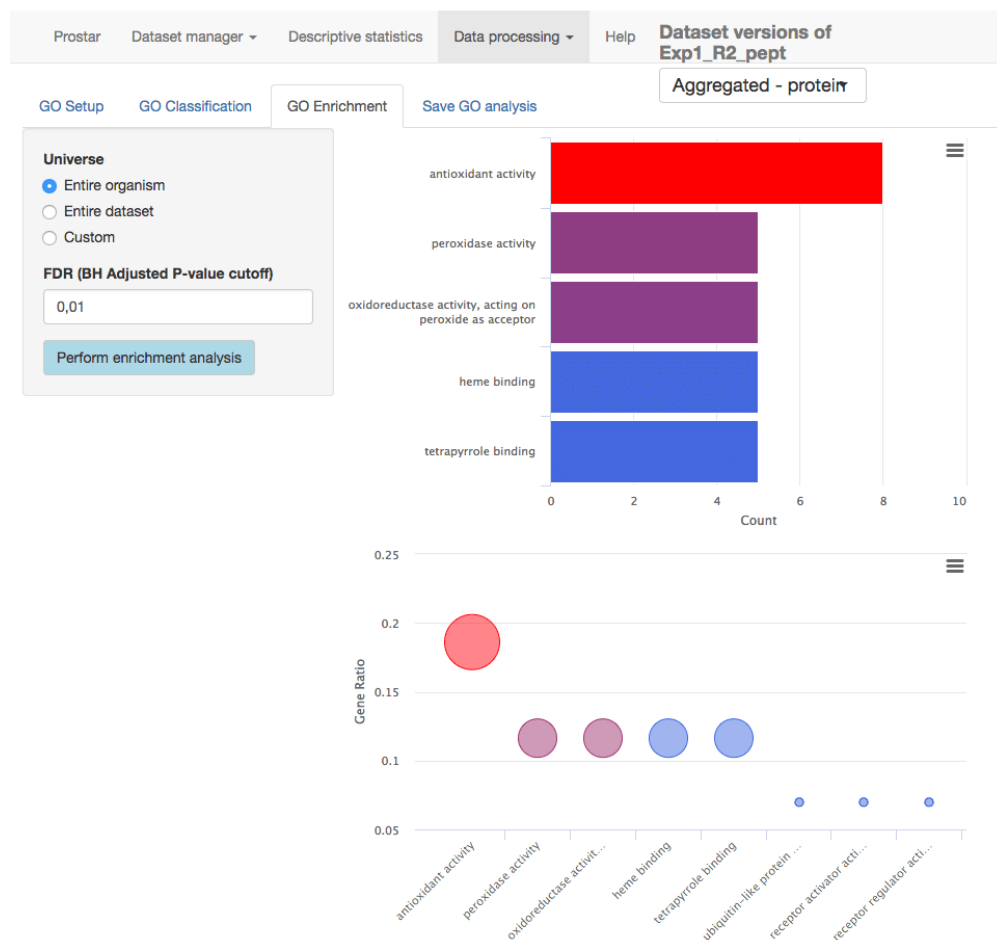 Prostar
Dataset manager
Descriptive statistics
Data processing
Help
Dataset versions of
Exp1_R2_pept
Aggregated - protein
GO Setup
GO Classification
GO Enrichment
Save GO analysis
Universe
Entire organism
Entire dataset
Custom
FDR (BH Adjusted P-value cutoff)
0,01
Perform enrichment analysis
antioxidant activity
peroxidase activity
oxidoreductase activity, acting on
peroxide as acceptor
heme binding
tetrapyrrole binding
0 2 4 6 8 10
Count
0.25
0.2
0.15
0.1
0.05
Gene Ratio
antioxidant activity
peroxidase activity
oxidoreductase activit...
heme binding
tetrapyrrole binding
ubiquitin-like protein ...
receptor activator acti...
receptor regulator acti...